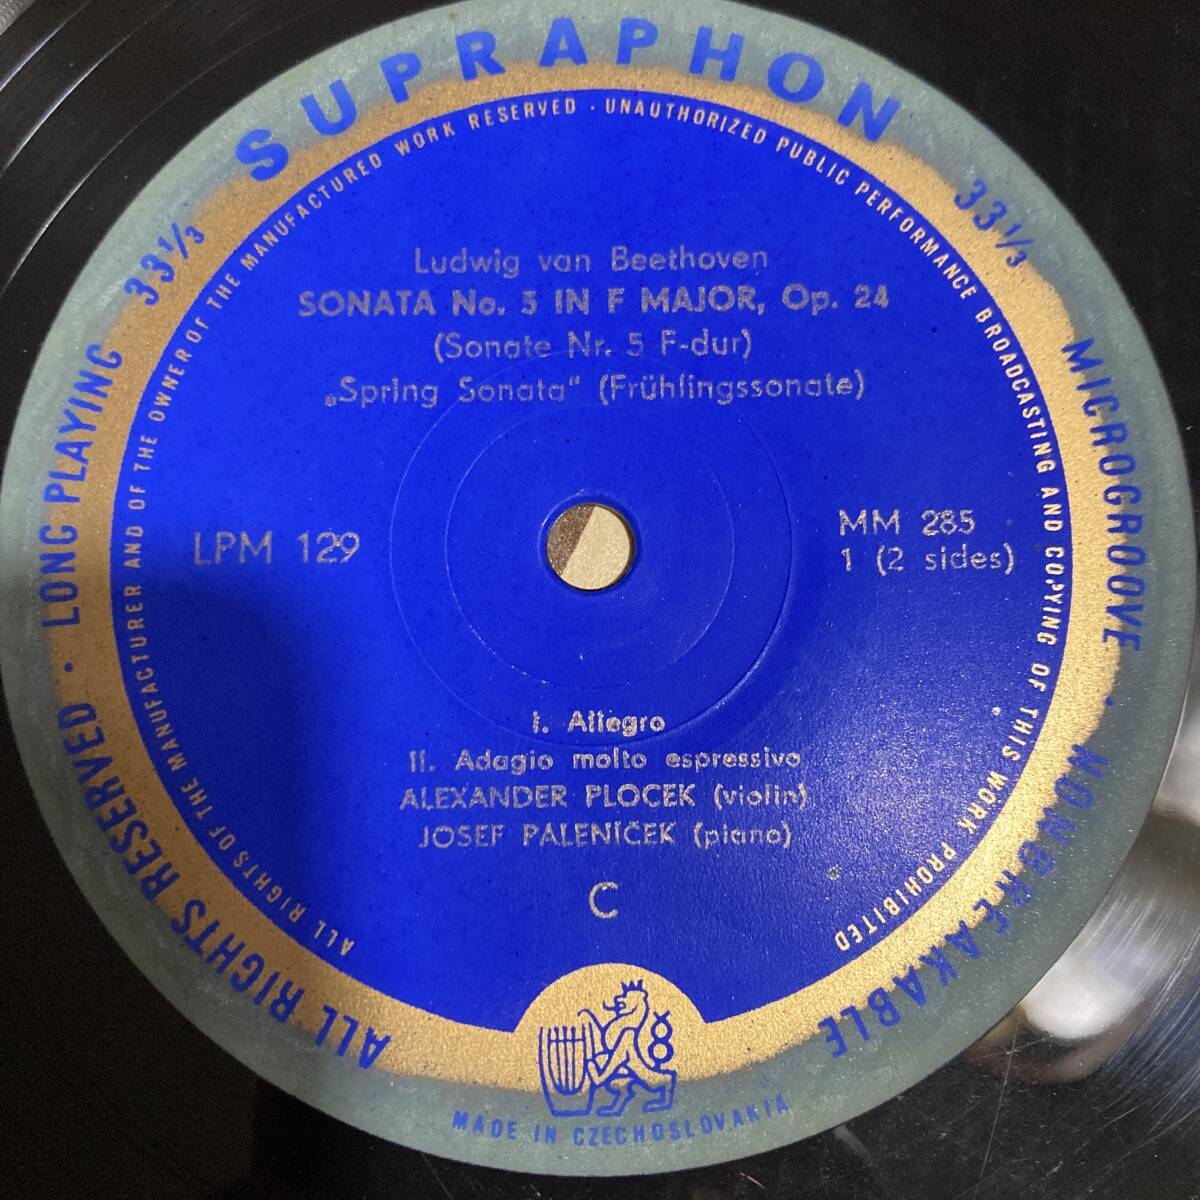 SUPRAPHON
33⅓
33⅓
ALL RIGHTS RESERVED · LONG PLAYING
MICROGROOVE · NONBREAKABLE
ALL RIGHTS OF THE MANUFACTURER AND OF THE OWNER OF THE MANUFACTURED WORK RESERVED · UNAUTHORIZED PUBLIC PERFORMANCE BROADCASTING AND COPYING OF THIS WORK PROHIBITED
Ludwig van Beethoven
SONATA No. 5 IN F MAJOR, Op. 24
(Sonate Nr. 5 F-dur)
„Spring Sonata“ (Frühlingssonate)
LPM 129
MM 285
1 (2 sides)
I. Allegro
II. Adagio molto espressivo
ALEXANDER PLOCEK (violin)
JOSEF PALENÍČEK (piano)
C
MADE IN CZECHOSLOVAKIA